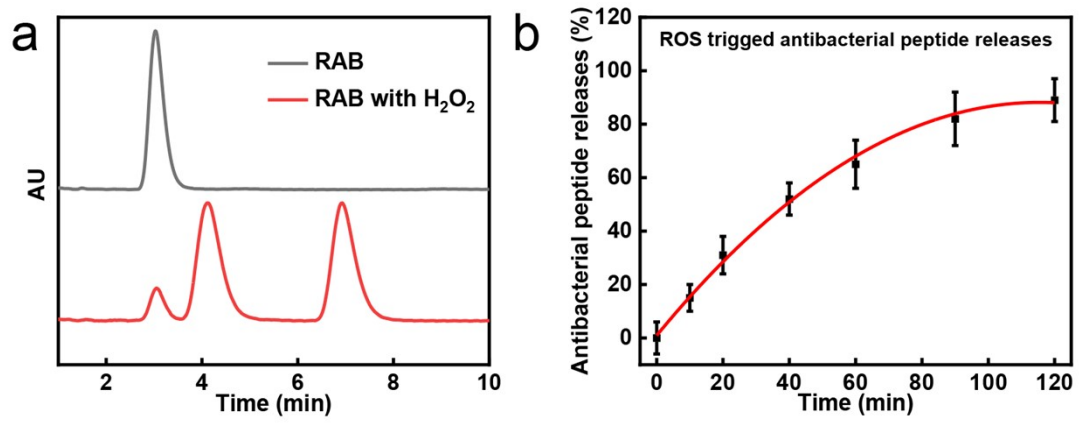 a
RAB
RAB with H₂O₂
AU
2 4 6 8 10
Time (min)
b
ROS trigged antibacterial peptide releases
Antibacterial peptide releases (%)
120
100
80
60
40
20
0
0 20 40 60 80 100 120
Time (min)